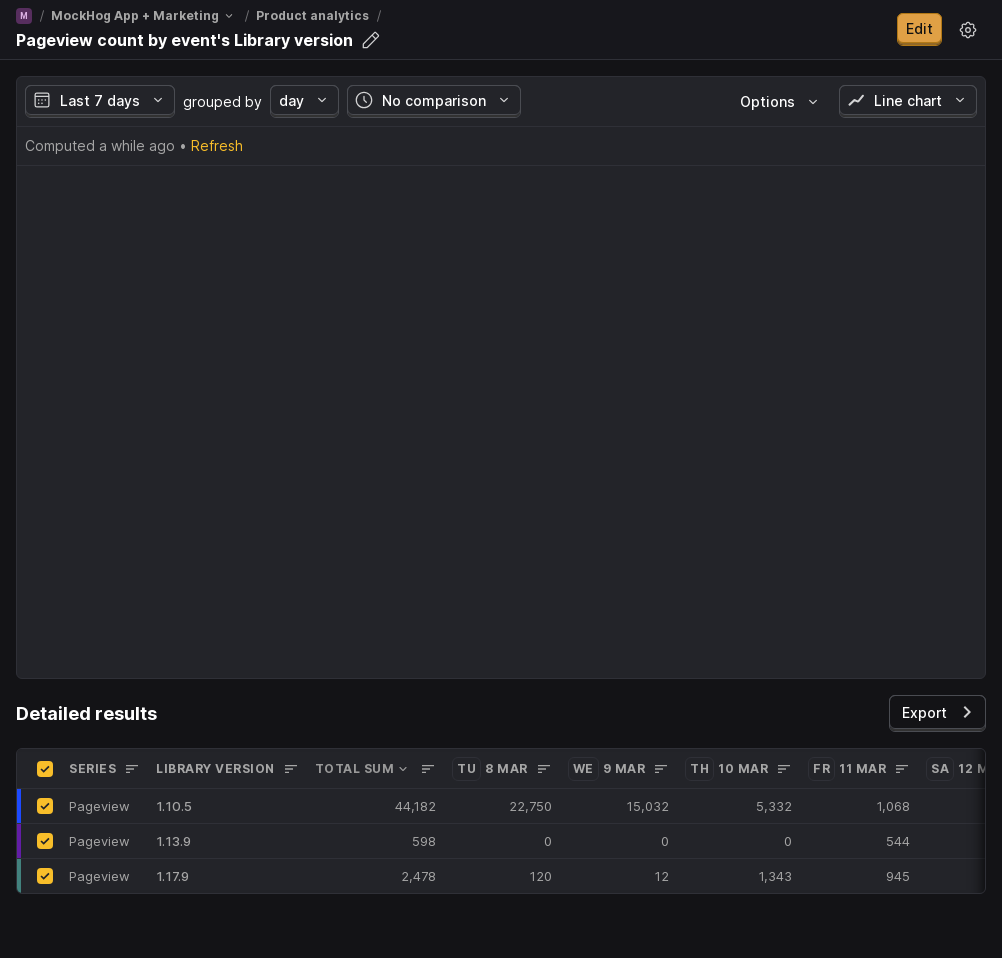 M / MockHog App + Marketing / Product analytics /
Pageview count by event's Library version
Edit
Last 7 days grouped by day No comparison Options Line chart
Computed a while ago • Refresh
Detailed results
Export
SERIES LIBRARY VERSION TOTAL SUM TU 8 MAR WE 9 MAR TH 10 MAR FR 11 MAR SA 12 M
Pageview 1.10.5 44,182 22,750 15,032 5,332 1,068
Pageview 1.13.9 598 0 0 0 544
Pageview 1.17.9 2,478 120 12 1,343 945